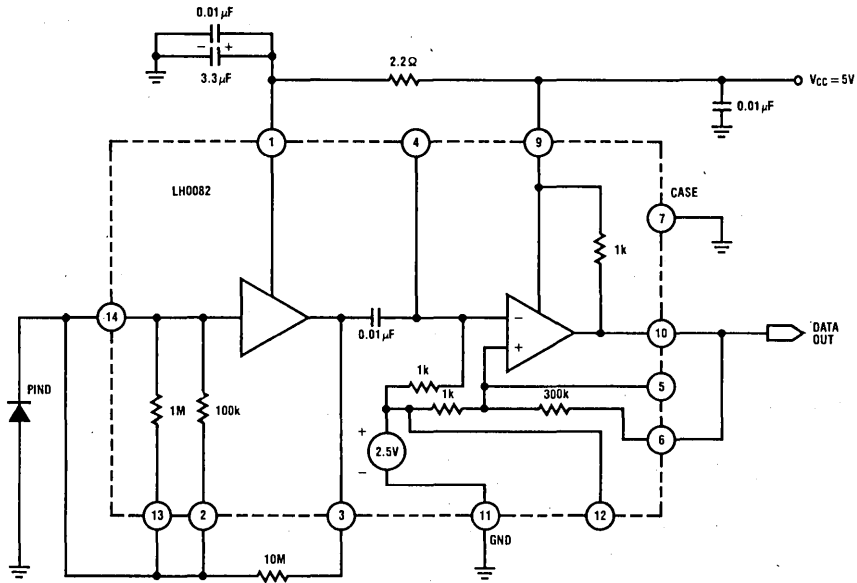 0.01μF
− +
3.3μF
2.2Ω
VCC = 5V
0.01μF
1
4
9
LH0082
CASE
7
1k
14
0.01μF
−
+
10
DATA
OUT
PIND
1M
100k
1k
1k
300k
5
6
+
2.5V
−
13
2
3
11
12
GND
10M